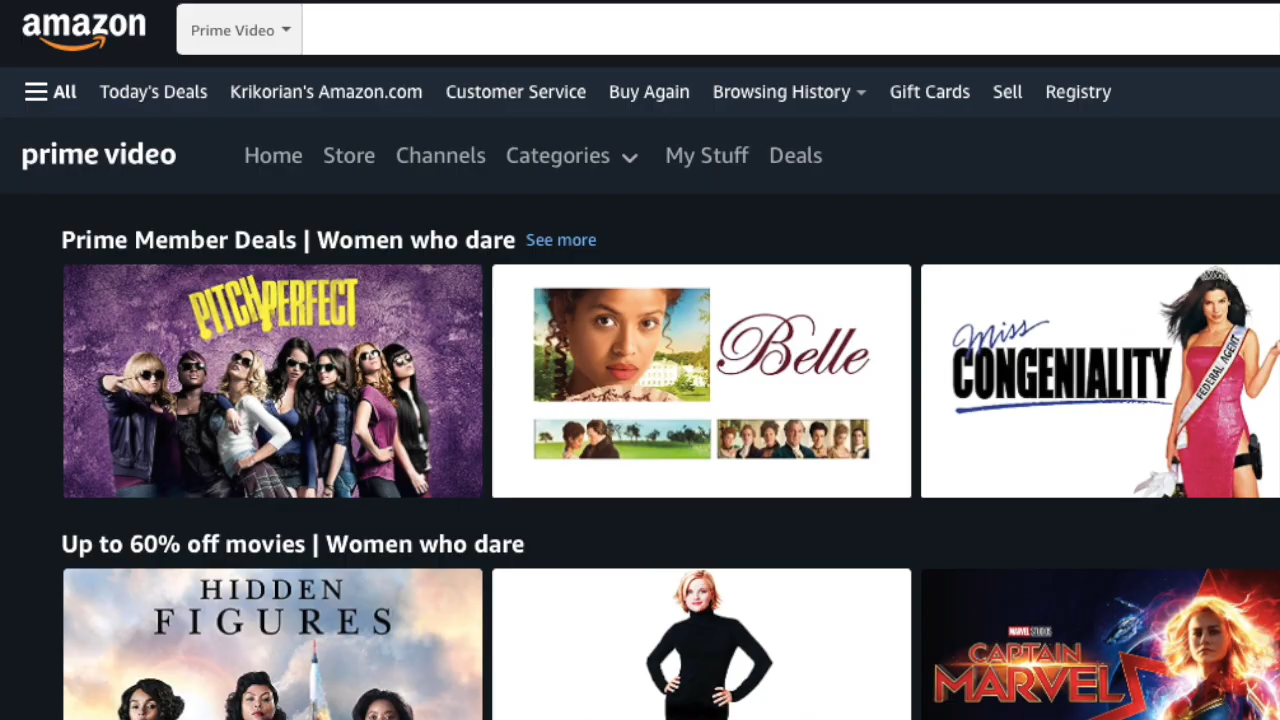 amazon
Prime Video
All Today's Deals Krikorian's Amazon.com Customer Service Buy Again Browsing History Gift Cards Sell Registry
prime video Home Store Channels Categories My Stuff Deals
Prime Member Deals | Women who dare See more
PITCH PERFECT
Belle
Miss
CONGENIALITY
FEDERAL AGENT
Up to 60% off movies | Women who dare
HIDDEN
FIGURES
MARVEL STUDIOS
CAPTAIN
MARVEL